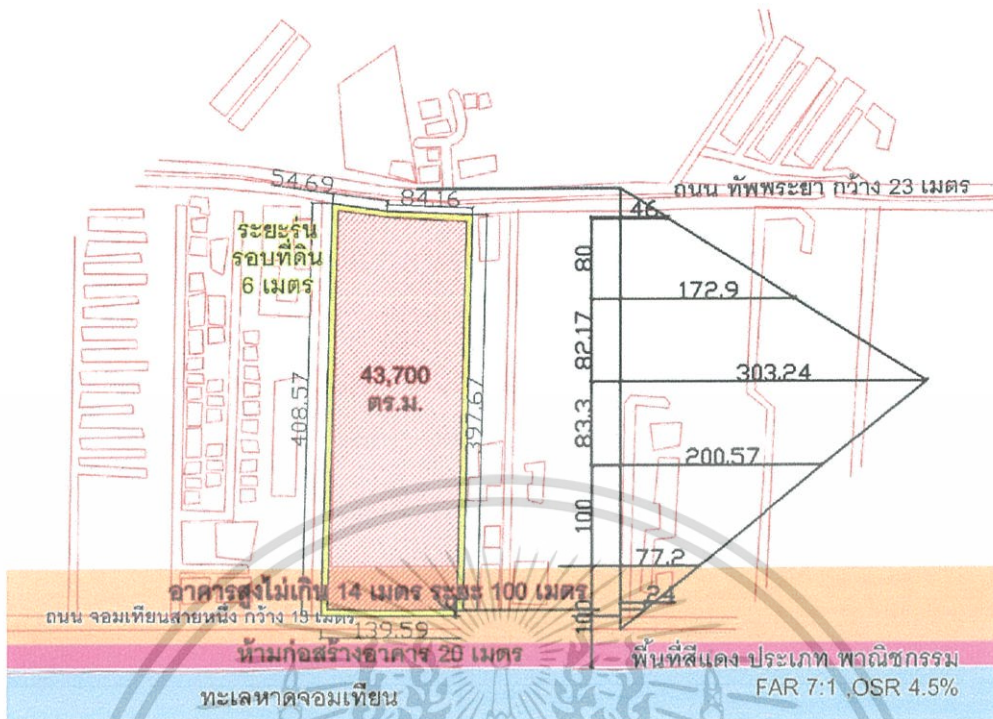 54.69
84.16
ถนน ทัพพระยา กว้าง 23 เมตร
46
ระยะร่น
รอบที่ดิน
6 เมตร
80
172.9
43,700
ตร.ม.
82.17
303.24
408.57
397.67
83.3
200.57
100
77.2
อาคารสูงไม่เกิน 14 เมตร ระยะ 100 เมตร
24
ถนน จอมเทียนสายหนึ่ง กว้าง 12 เมตร
100
139.59
ห้ามก่อสร้างอาคาร 20 เมตร
พื้นที่สีแดง ประเภท พาณิชกรรม
FAR 7:1 ,OSR 4.5%
ทะเลหาดจอมเทียน